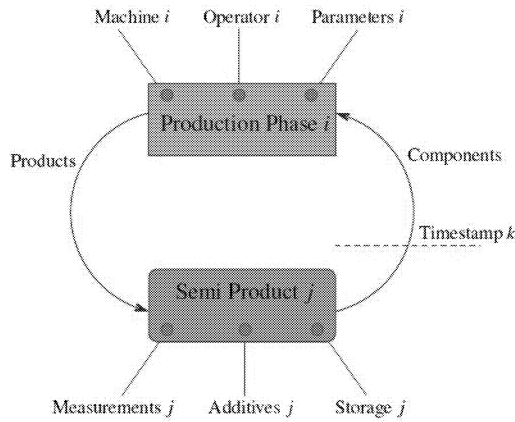 Machine i Operator i Parameters i
Production Phase i
Products
Components
Timestamp k
Semi Product j
Measurements j Additives j Storage j